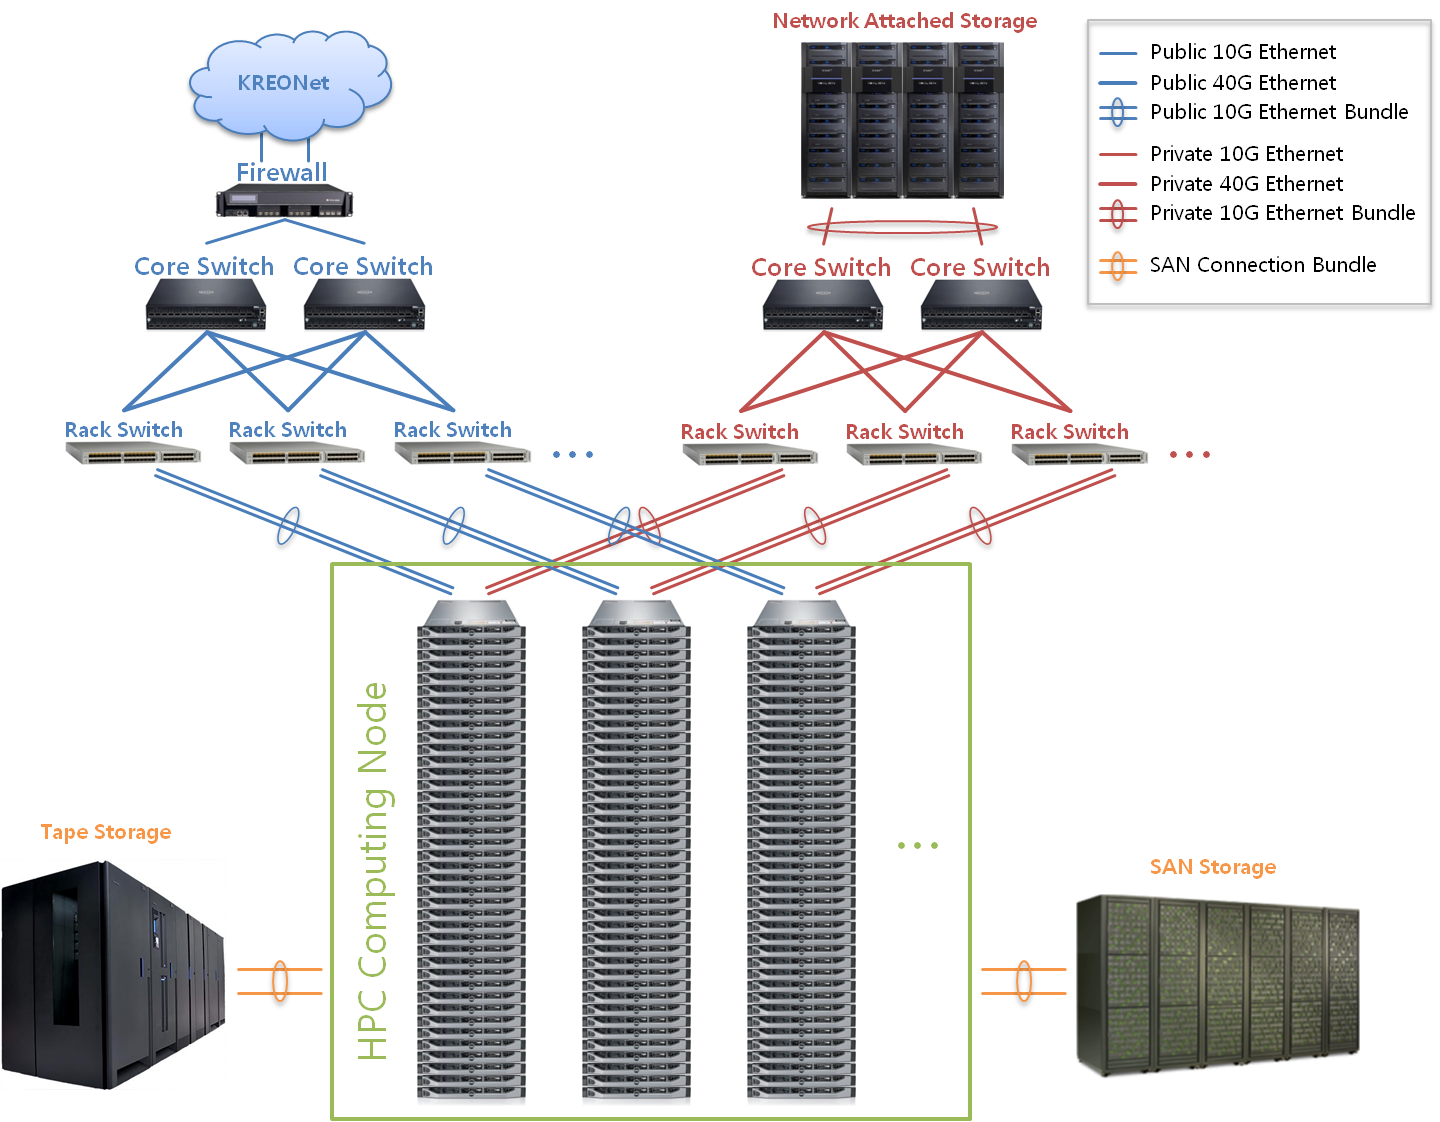 Network Attached Storage
KREONet
Firewall
Core Switch
Core Switch
Core Switch
Core Switch
Rack Switch
Rack Switch
Rack Switch
...
Rack Switch
Rack Switch
Rack Switch
...
Public 10G Ethernet
Public 40G Ethernet
Public 10G Ethernet Bundle
Private 10G Ethernet
Private 40G Ethernet
Private 10G Ethernet Bundle
SAN Connection Bundle
HPC Computing Node
...
Tape Storage
SAN Storage